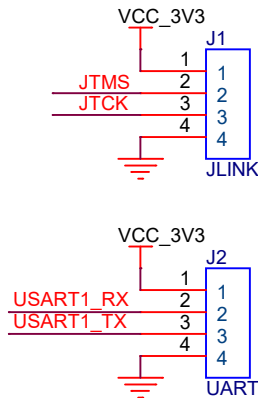 VCC_3V3
J1
1 1
JTMS 2 2
JTCK 3 3
4 4
JLINK
VCC_3V3
J2
1 1
USART1_RX 2 2
USART1_TX 3 3
4 4
UART